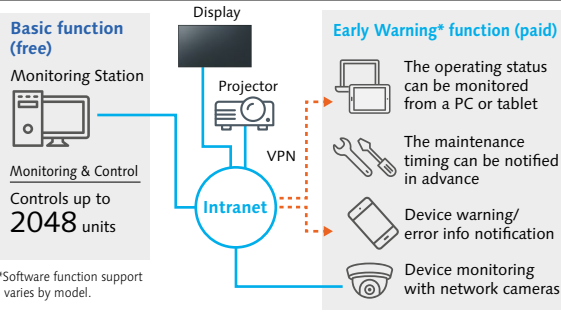 Basic function
(free)
Monitoring Station
Monitoring & Control
Controls up to
2048 units
*Software function support
varies by model.
Display
Projector
VPN
Intranet
Early Warning* function (paid)
The operating status
can be monitored
from a PC or tablet
The maintenance
timing can be notified
in advance
Device warning/
error info notification
Device monitoring
with network cameras